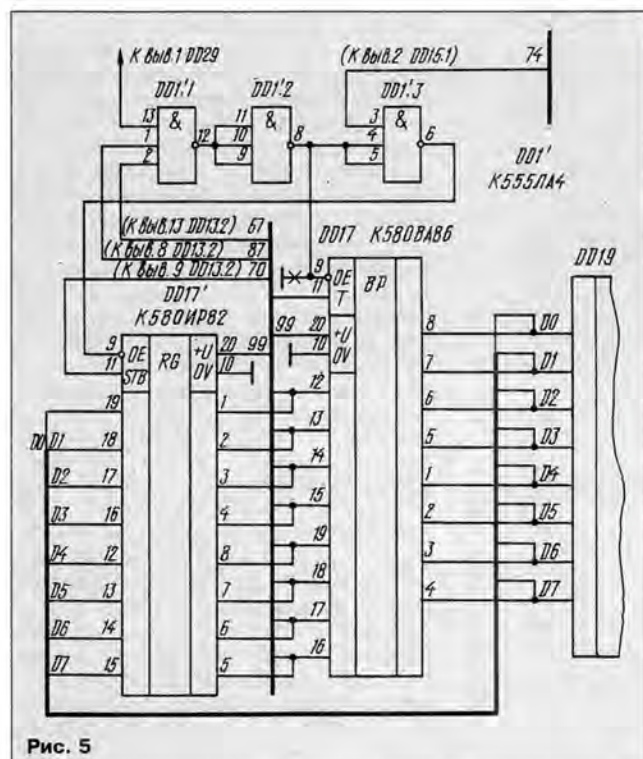 К выв.1 DD29
(К выв.2 DD15.1) 74
DD1'.1
DD1'.2
DD1'.3
13
1
2
&
12
11
10
9
&
8
3
4
5
&
6
DD1'
К555ЛА4
(К выв.13 DD13.2) 67
(К выв.8 DD13.2) 87
(К выв.9 DD13.2) 70
DD17 К580ВА86
DD19
DD17'
К580ИР82
9
11
OE
T
BP
99
20
10
+U
0V
9
11
OE
STB
RG
+U
0V
20
10
99
19
D0
D1 18
D2 17
D3 16
D4 12
D5 13
D6 14
D7 15
1
2
3
4
8
7
6
5
12
13
14
15
19
18
17
16
8
7
6
5
1
2
3
4
D0
D1
D2
D3
D4
D5
D6
D7
Рис. 5